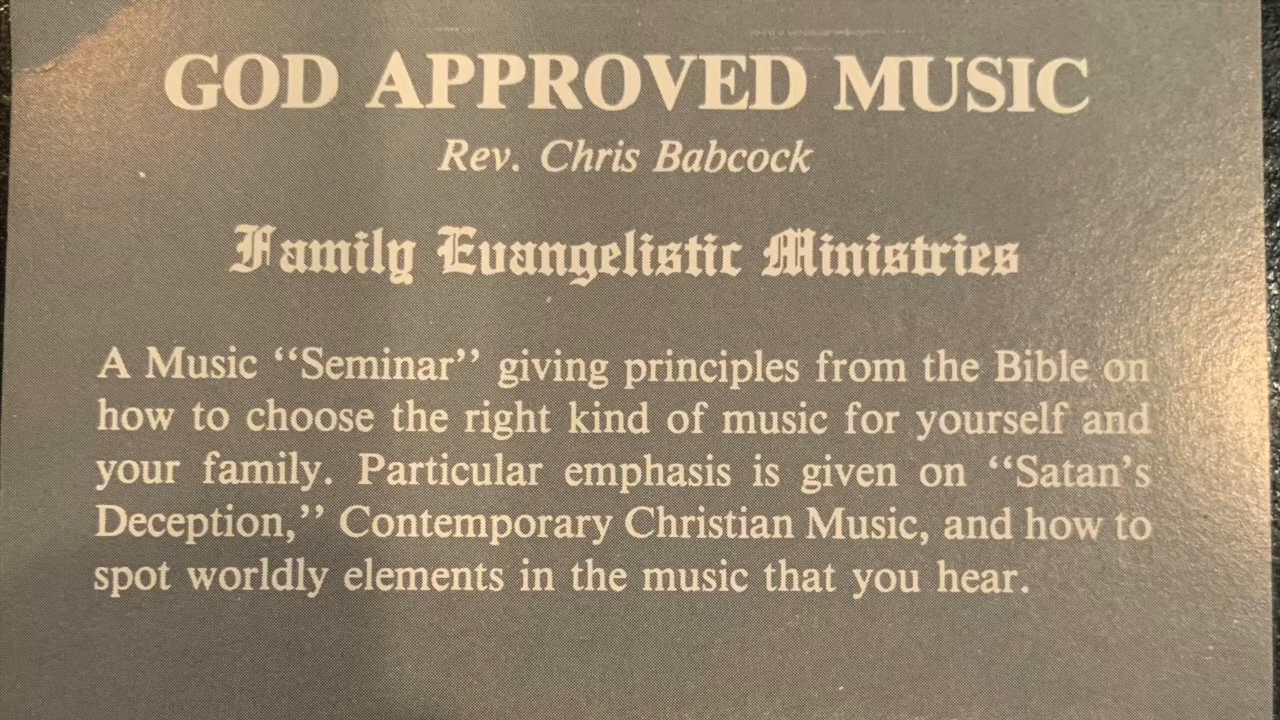 GOD APPROVED MUSIC
Rev. Chris Babcock
Family Evangelistic Ministries
A Music ‘‘Seminar’’ giving principles from the Bible on
how to choose the right kind of music for yourself and
your family. Particular emphasis is given on ‘‘Satan’s
Deception,’’ Contemporary Christian Music, and how to
spot worldly elements in the music that you hear.